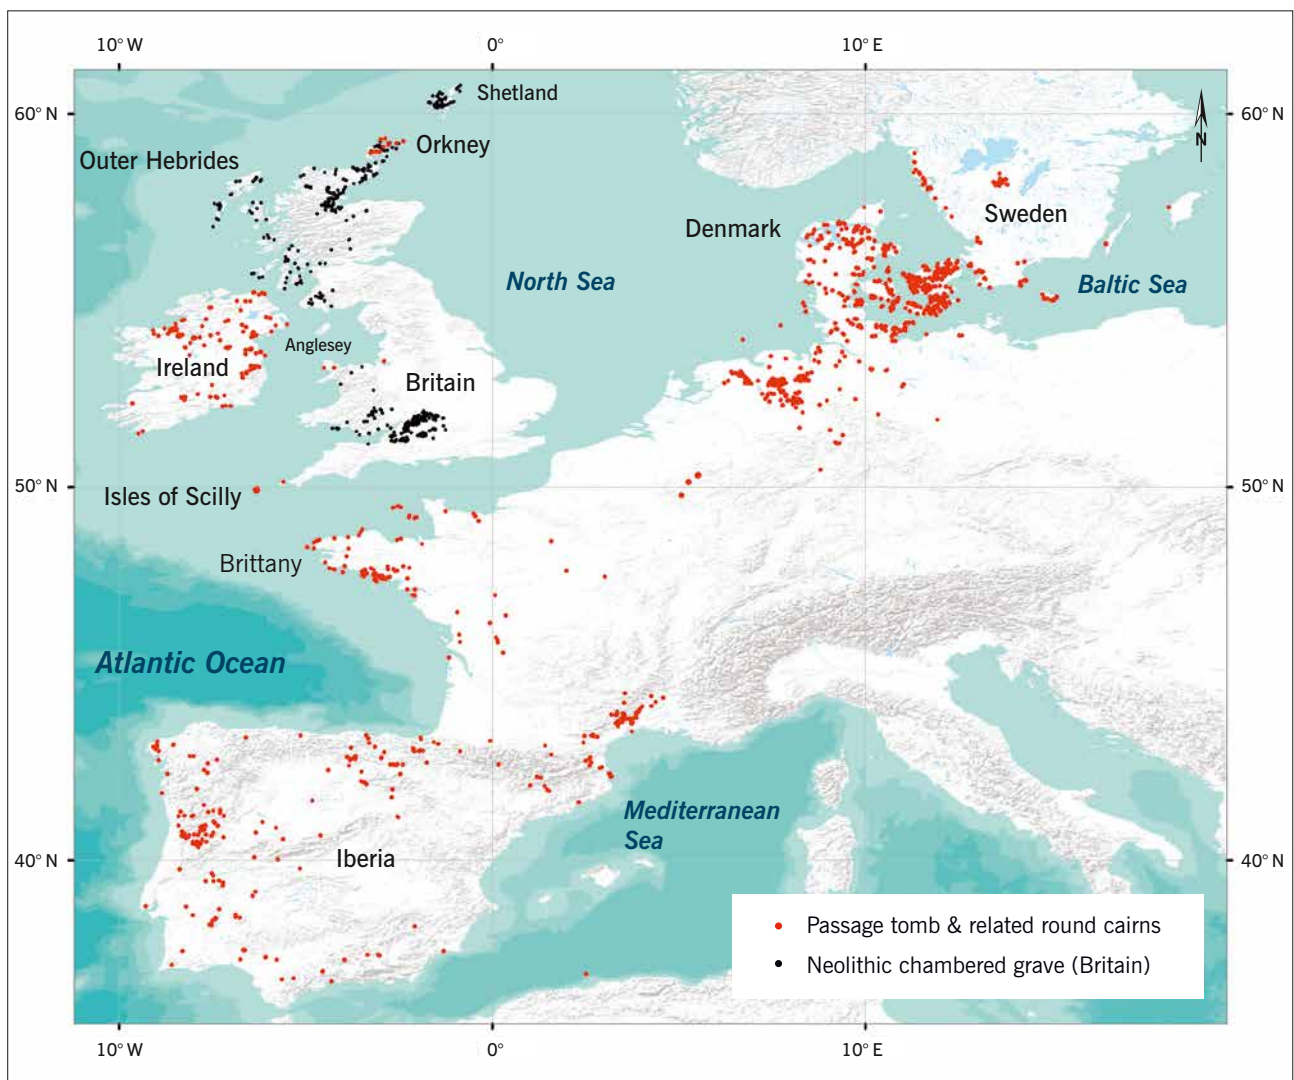 10° W
0°
10° E
Shetland
60° N
60° N
N
Orkney
Outer Hebrides
Sweden
Denmark
North Sea
Baltic Sea
Anglesey
Ireland
Britain
50° N
50° N
Isles of Scilly
Brittany
Atlantic Ocean
Mediterranean
Sea
Iberia
40° N
40° N
Passage tomb & related round cairns
Neolithic chambered grave (Britain)
10° W
0°
10° E